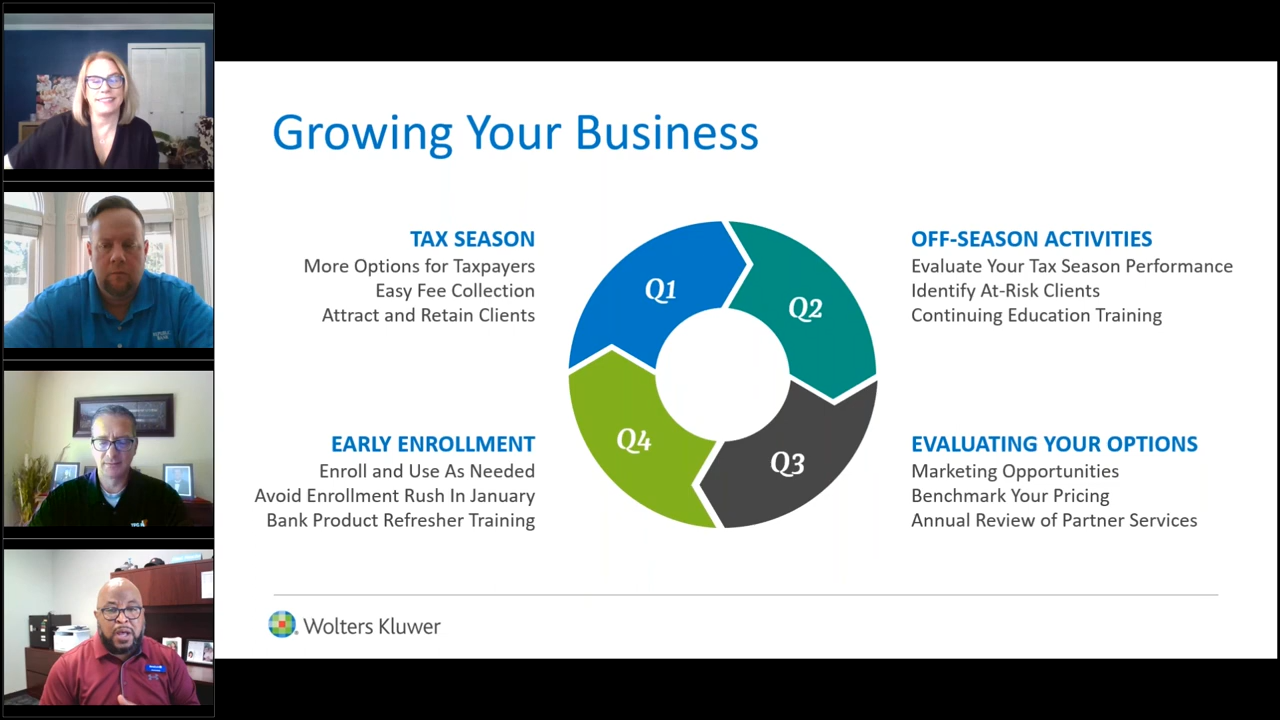 Growing Your Business
TAX SEASON
More Options for Taxpayers
Easy Fee Collection
Attract and Retain Clients
OFF-SEASON ACTIVITIES
Evaluate Your Tax Season Performance
Identify At-Risk Clients
Continuing Education Training
Q1
Q2
Q4
Q3
EARLY ENROLLMENT
Enroll and Use As Needed
Avoid Enrollment Rush In January
Bank Product Refresher Training
EVALUATING YOUR OPTIONS
Marketing Opportunities
Benchmark Your Pricing
Annual Review of Partner Services
Wolters Kluwer